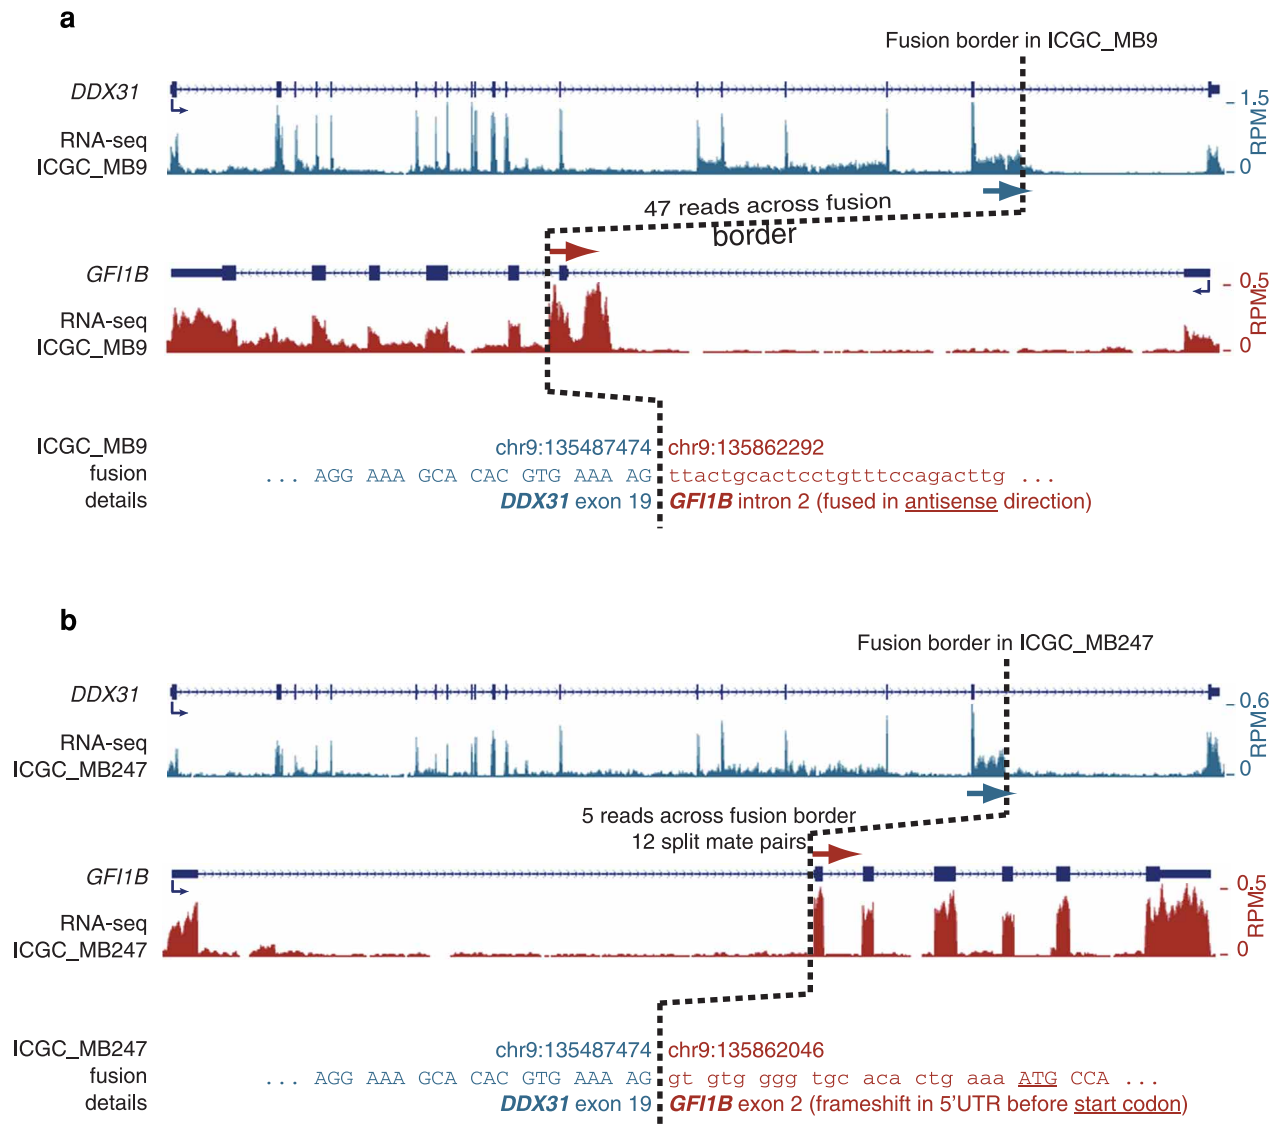 a
Fusion border in ICGC_MB9
DDX31
1.5
RPM
0
RNA-seq
ICGC_MB9
47 reads across fusion
border
GFI1B
0.5
RPM
0
RNA-seq
ICGC_MB9
ICGC_MB9
fusion
details
chr9:135487474 chr9:135862292
... AGG AAA GCA CAC GTG AAA AG ttactgcactcctgtttccagacttg ...
DDX31 exon 19 GFI1B intron 2 (fused in antisense direction)
b
Fusion border in ICGC_MB247
DDX31
0.6
RPM
0
RNA-seq
ICGC_MB247
5 reads across fusion border
12 split mate pairs
GFI1B
0.5
RPM
0
RNA-seq
ICGC_MB247
ICGC_MB247
fusion
details
chr9:135487474 chr9:135862046
... AGG AAA GCA CAC GTG AAA AG gt gtg ggg tgc aca ctg aaa ATG CCA ...
DDX31 exon 19 GFI1B exon 2 (frameshift in 5'UTR before start codon)